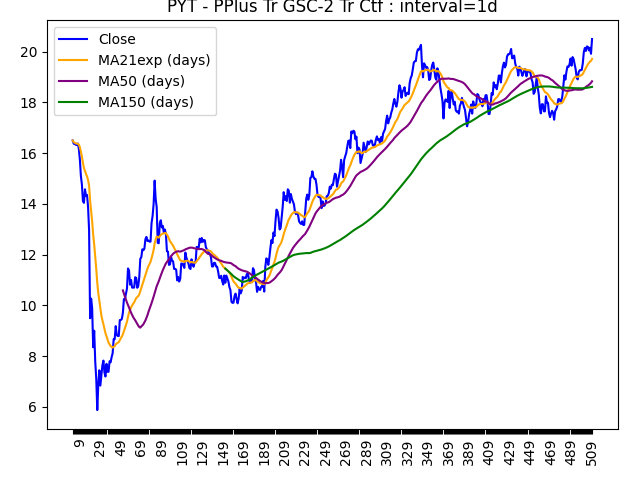 PYT - PPlus Tr GSC-2 Tr Ctf : interval=1d
Close
MA21exp (days)
MA50 (days)
MA150 (days)
20
18
16
14
12
10
8
6
9 29 49 69 89 109 129 149 169 189 209 229 249 269 289 309 329 349 369 389 409 429 449 469 489 509